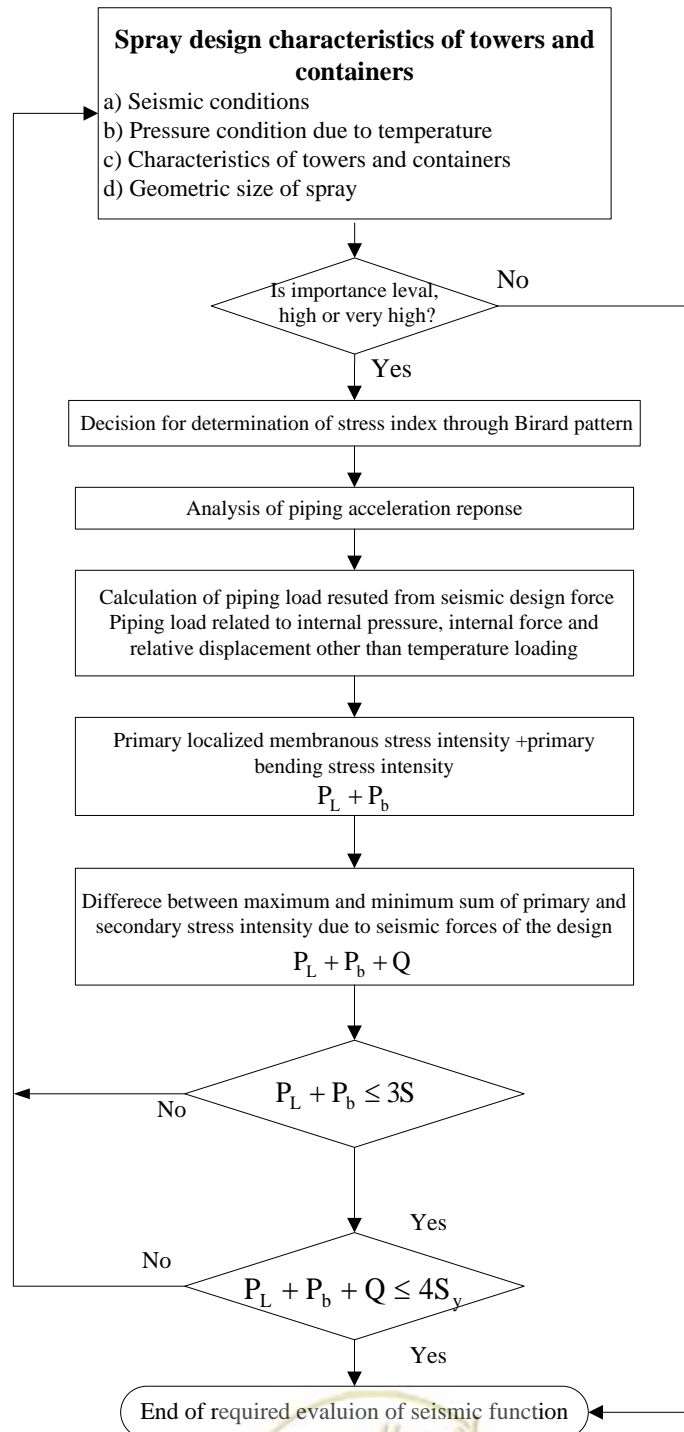 Spray design characteristics of towers and
containers
a) Seismic conditions
b) Pressure condition due to temperature
c) Characteristics of towers and containers
d) Geometric size of spray
Is importance leval,
high or very high?
No
Yes
Decision for determination of stress index through Birard pattern
Analysis of piping acceleration reponse
Calculation of piping load resuted from seismic design force
Piping load related to internal pressure, internal force and
relative displacement other than temperature loading
Primary localized membranous stress intensity +primary
bending stress intensity
P_L + P_b
Differece between maximum and minimum sum of primary and
secondary stress intensity due to seismic forces of the design
P_L + P_b + Q
P_L + P_b ≤ 3S
No
Yes
No
P_L + P_b + Q ≤ 4S_y
Yes
End of required evaluion of seismic function